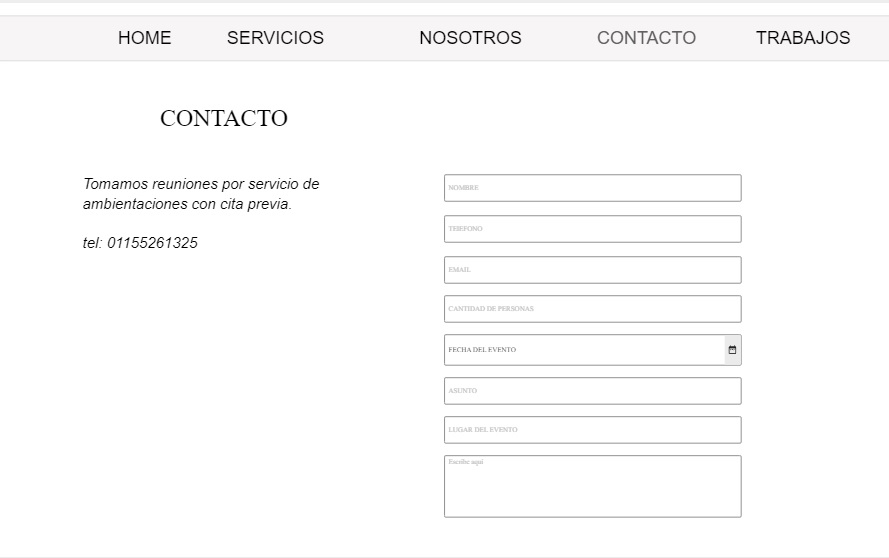 HOME SERVICIOS NOSOTROS CONTACTO TRABAJOS
CONTACTO
Tomamos reuniones por servicio de
ambientaciones con cita previa.
tel: 01155261325
NOMBRE
TELEFONO
EMAIL
CANTIDAD DE PERSONAS
FECHA DEL EVENTO
ASUNTO
LUGAR DEL EVENTO
Escribe aquí